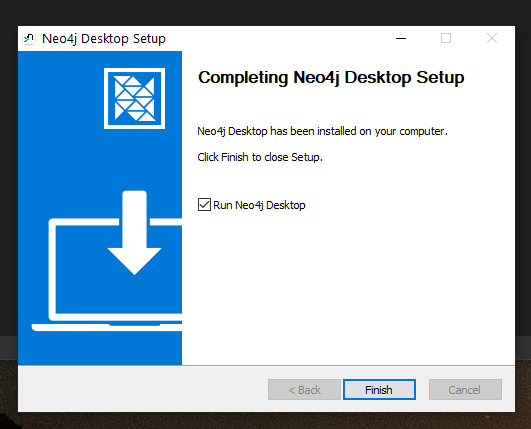 Neo4j Desktop Setup
Completing Neo4j Desktop Setup
Neo4j Desktop has been installed on your computer.
Click Finish to close Setup.
Run Neo4j Desktop
< Back
Finish
Cancel